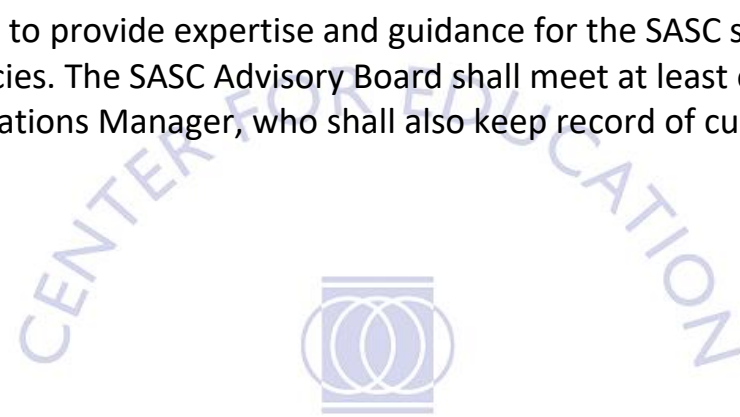 to provide expertise and guidance for the SASC s
cies. The SASC Advisory Board shall meet at least
ations Manager, who shall also keep record of cu
CENTER FOR EDUCATION